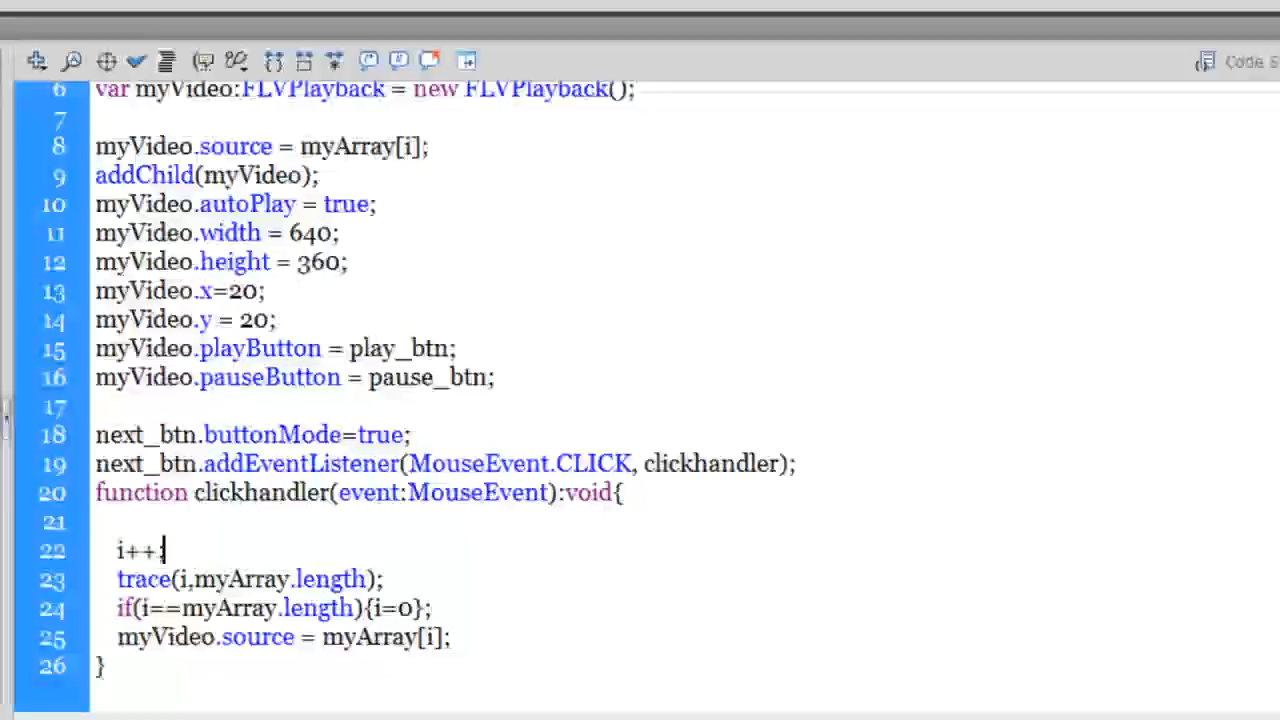 Code S
6 var myVideo:FLVPlayback = new FLVPlayback();
7
8 myVideo.source = myArray[i];
9 addChild(myVideo);
10 myVideo.autoPlay = true;
11 myVideo.width = 640;
12 myVideo.height = 360;
13 myVideo.x=20;
14 myVideo.y = 20;
15 myVideo.playButton = play_btn;
16 myVideo.pauseButton = pause_btn;
17
18 next_btn.buttonMode=true;
19 next_btn.addEventListener(MouseEvent.CLICK, clickhandler);
20 function clickhandler(event:MouseEvent):void{
21
22 i++;
23 trace(i,myArray.length);
24 if(i==myArray.length){i=0};
25 myVideo.source = myArray[i];
26 }